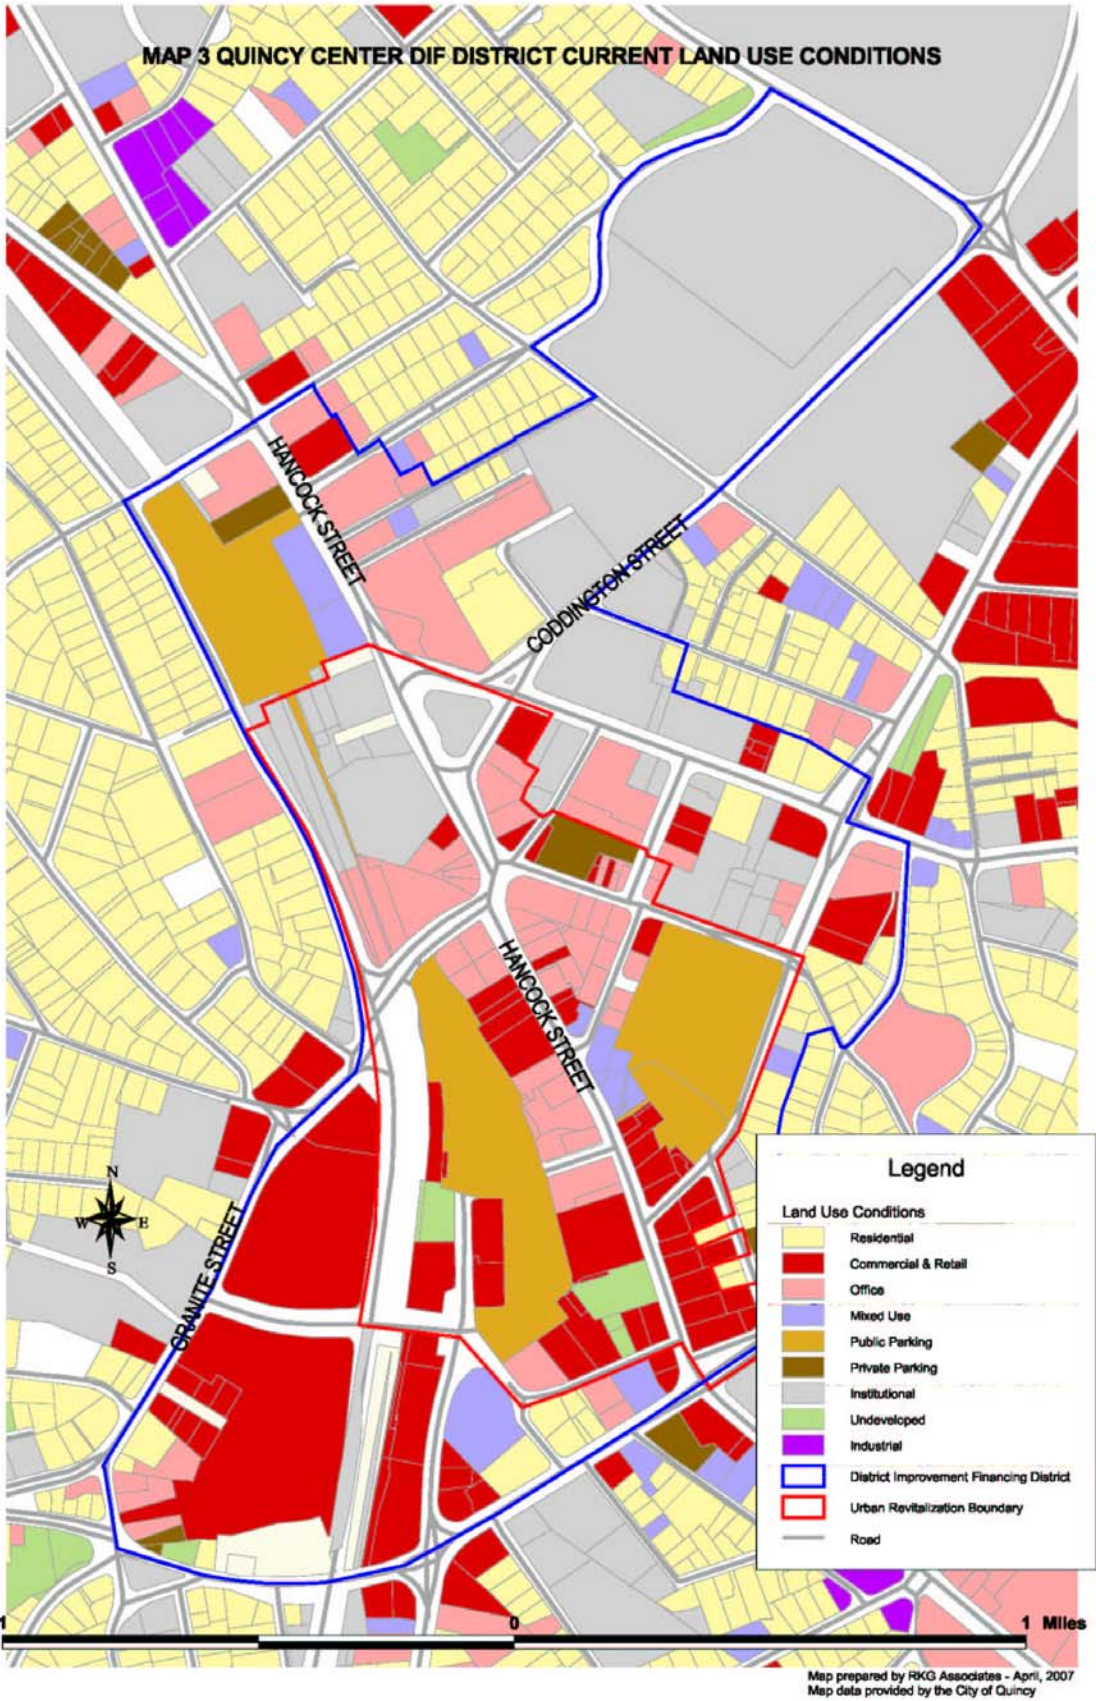 MAP 3 QUINCY CENTER DIF DISTRICT CURRENT LAND USE CONDITIONS
HANCOCK STREET
CODDINGTON STREET
HANCOCK STREET
GRANITE STREET
N
W E
S
Legend
Land Use Conditions
Residential
Commercial & Retail
Office
Mixed Use
Public Parking
Private Parking
Institutional
Undeveloped
Industrial
District Improvement Financing District
Urban Revitalization Boundary
Road
1 0 1 Miles
Map prepared by RKG Associates - April, 2007
Map data provided by the City of Quincy